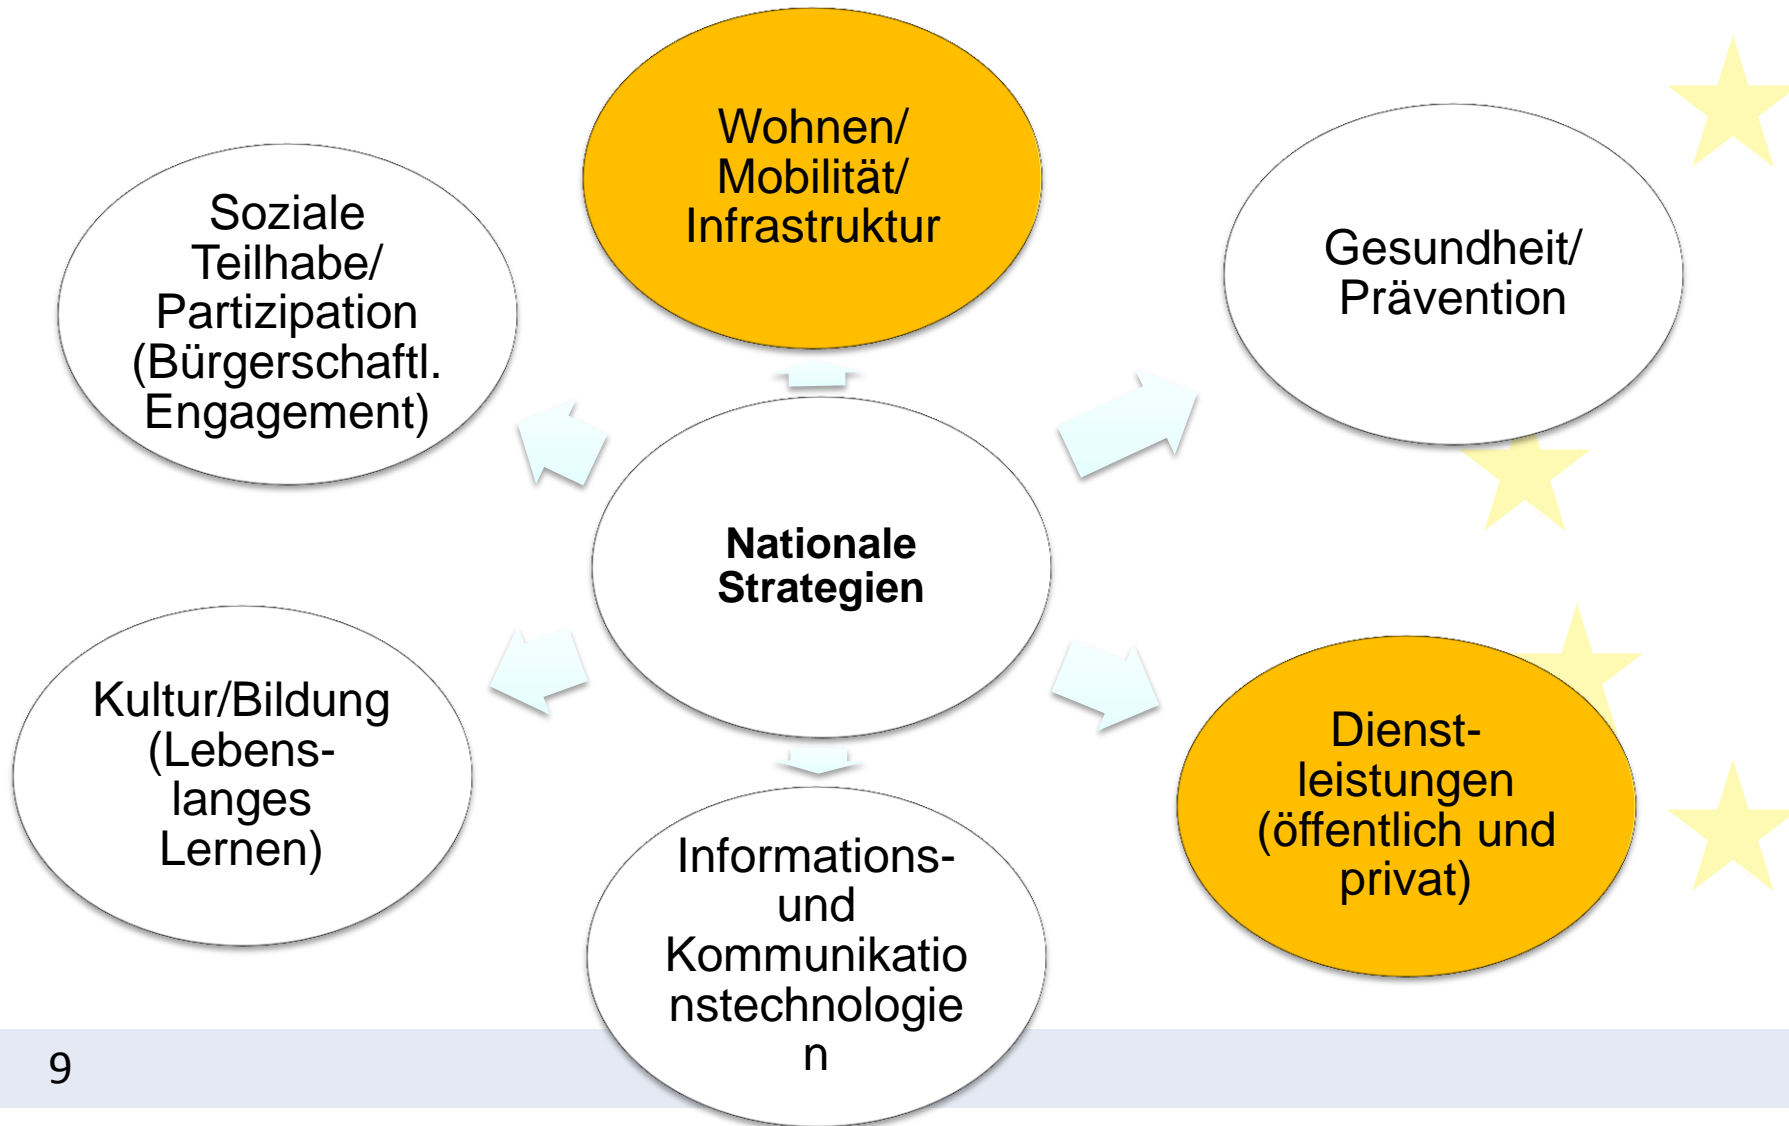 Wohnen/
Mobilität/
Infrastruktur
Soziale
Teilhabe/
Partizipation
(Bürgerschaftl.
Engagement)
Gesundheit/
Prävention
Nationale
Strategien
Kultur/Bildung
(Lebens-
langes
Lernen)
Dienst-
leistungen
(öffentlich und
privat)
Informations-
und
Kommunikatio
nstechnologie
n
9